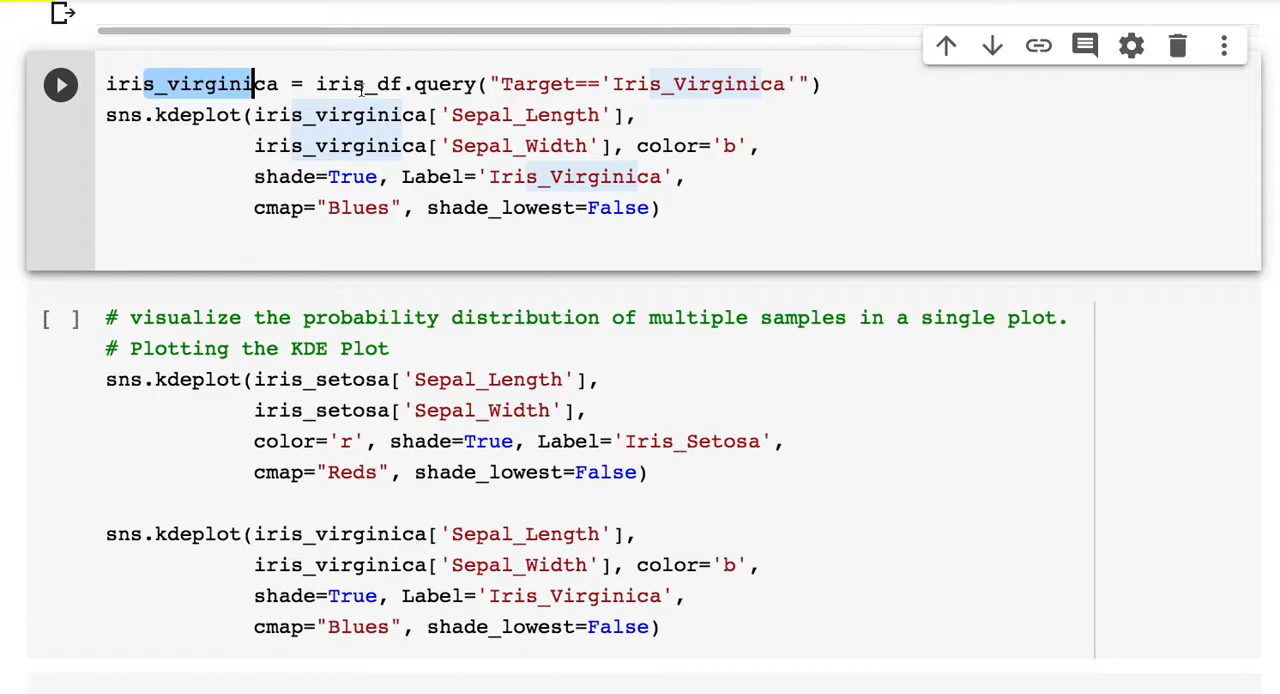 iris_virginica = iris_df.query("Target=='Iris_Virginica'")
sns.kdeplot(iris_virginica['Sepal_Length'],
iris_virginica['Sepal_Width'], color='b',
shade=True, Label='Iris_Virginica',
cmap="Blues", shade_lowest=False)
[ ] # visualize the probability distribution of multiple samples in a single plot.
# Plotting the KDE Plot
sns.kdeplot(iris_setosa['Sepal_Length'],
iris_setosa['Sepal_Width'],
color='r', shade=True, Label='Iris_Setosa',
cmap="Reds", shade_lowest=False)
sns.kdeplot(iris_virginica['Sepal_Length'],
iris_virginica['Sepal_Width'], color='b',
shade=True, Label='Iris_Virginica',
cmap="Blues", shade_lowest=False)